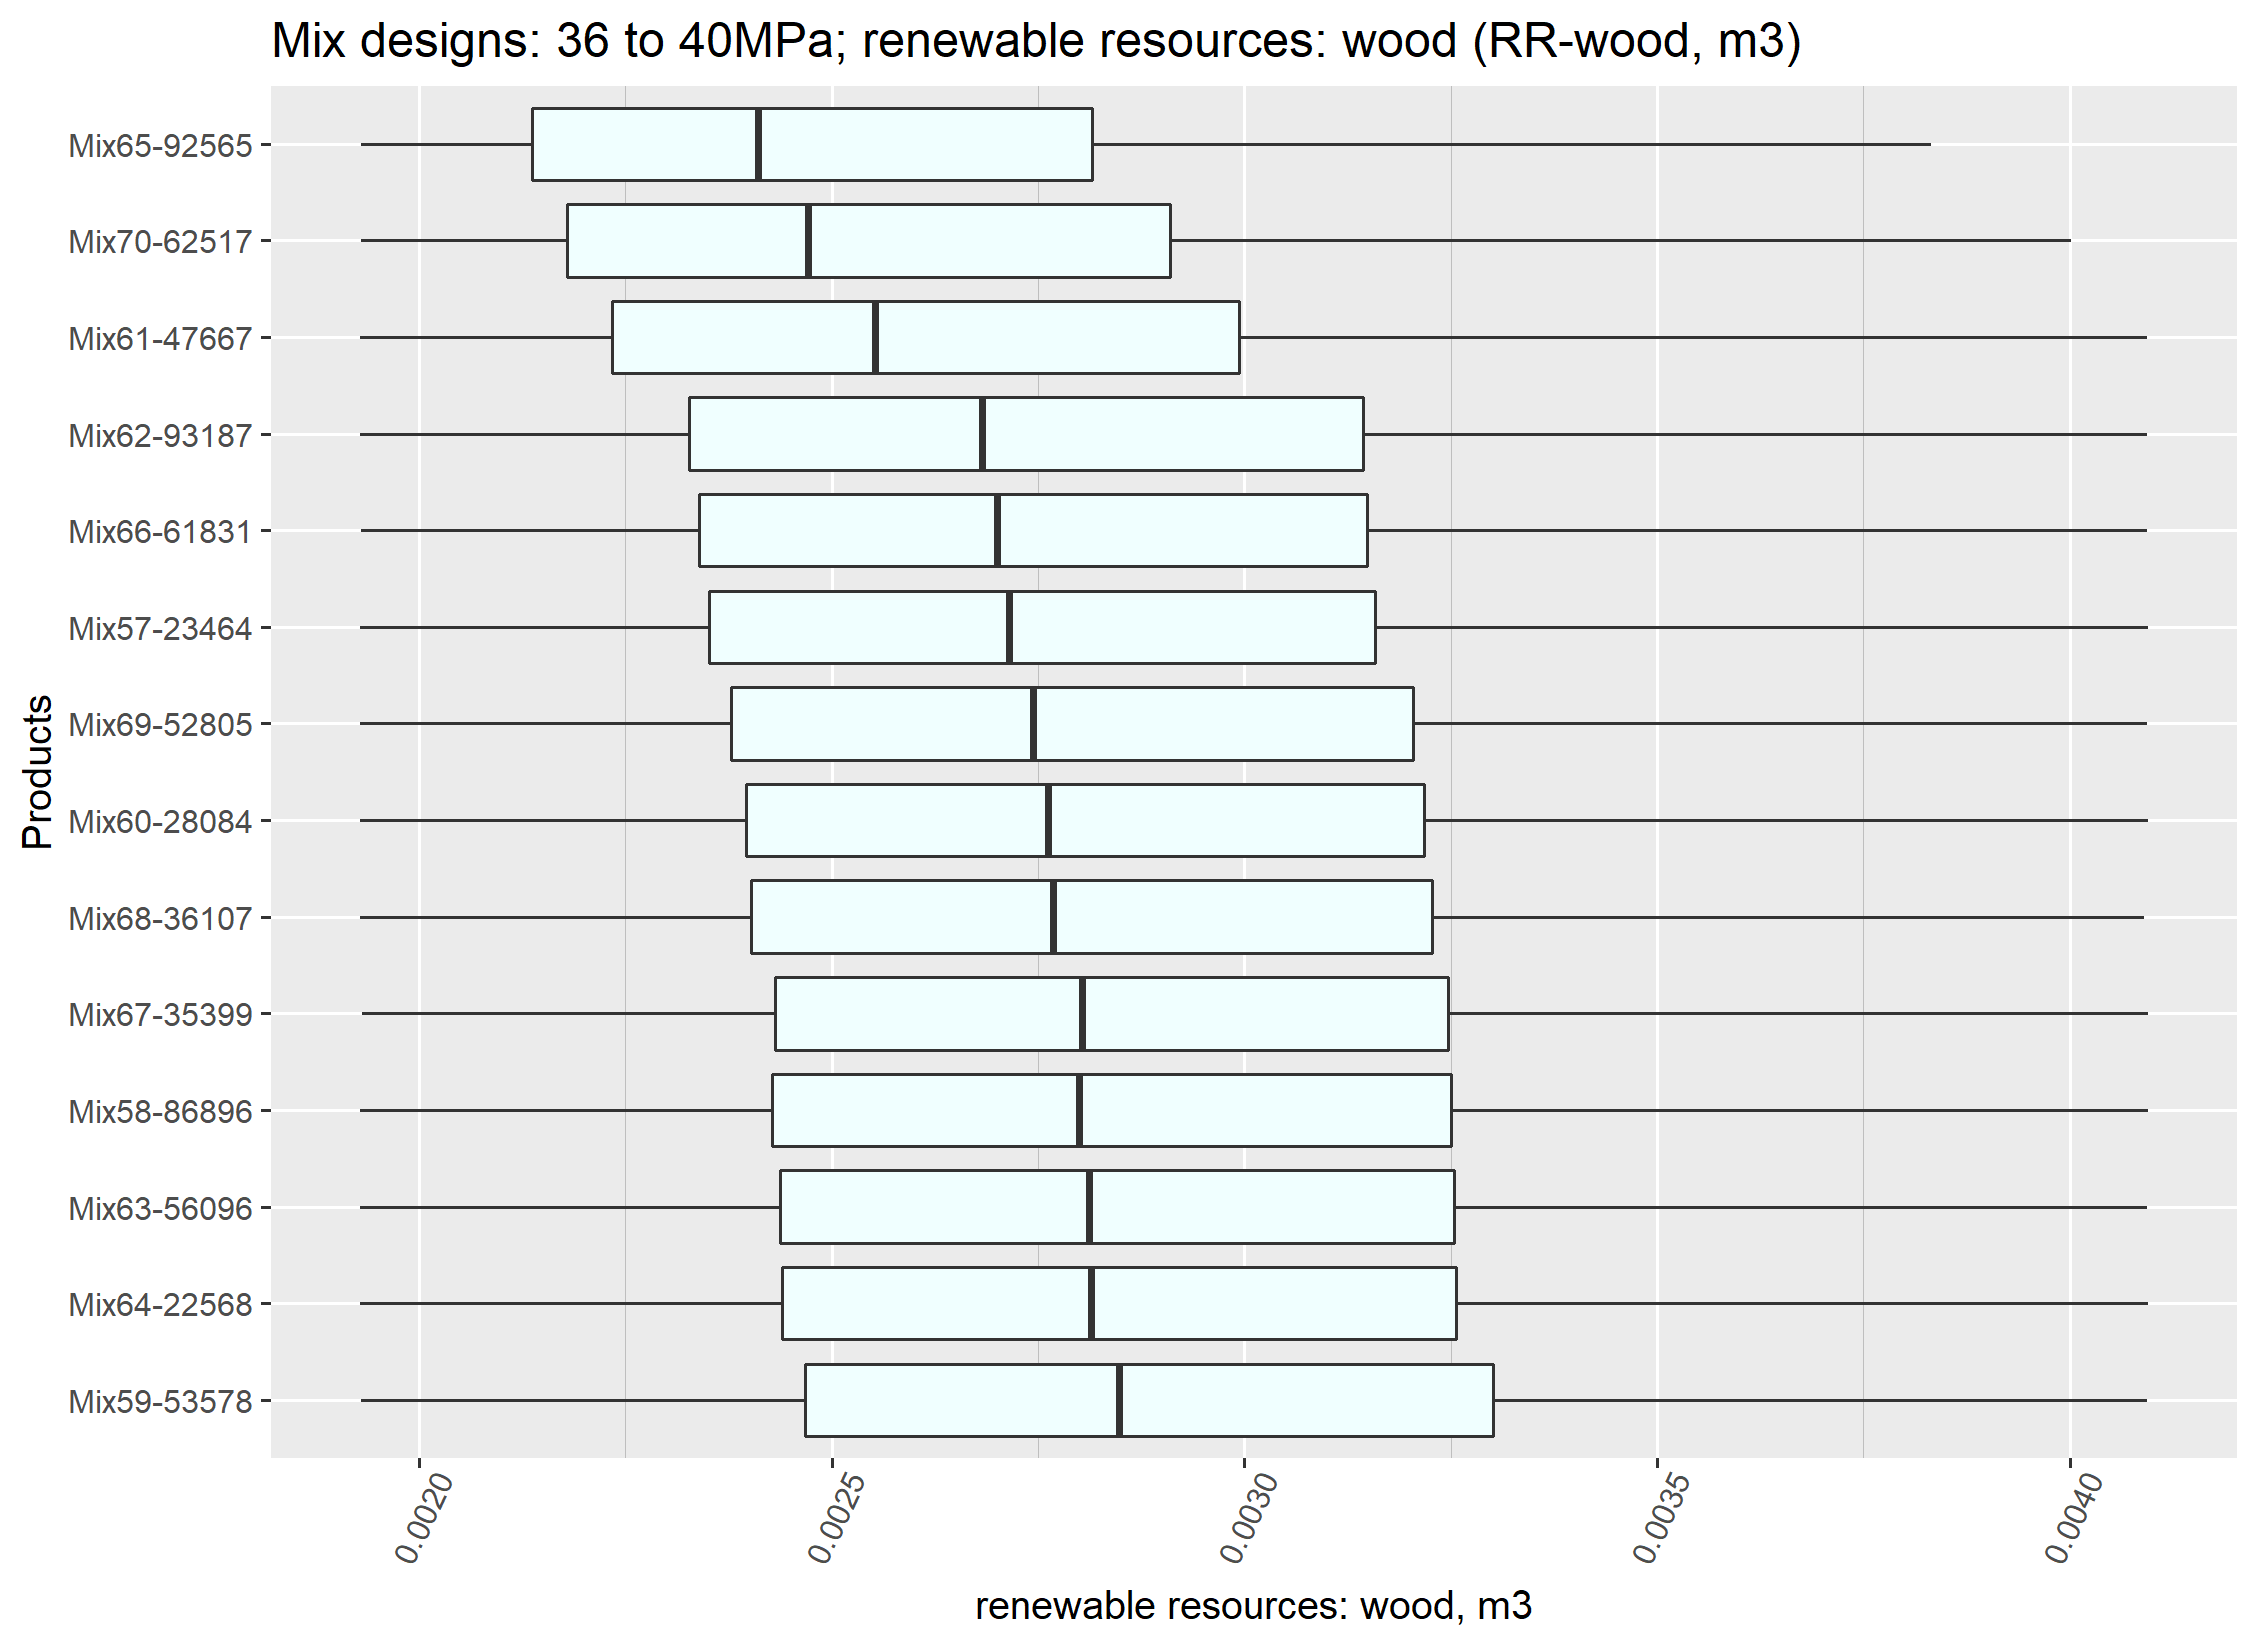 Mix designs: 36 to 40MPa; renewable resources: wood (RR-wood, m3)
Products
Mix65-92565
Mix70-62517
Mix61-47667
Mix62-93187
Mix66-61831
Mix57-23464
Mix69-52805
Mix60-28084
Mix68-36107
Mix67-35399
Mix58-86896
Mix63-56096
Mix64-22568
Mix59-53578
0.0020
0.0025
0.0030
0.0035
0.0040
renewable resources: wood, m3